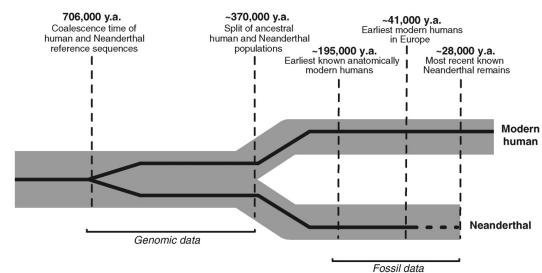 706,000 y.a.
Coalescence time of
human and Neanderthal
reference sequences
~370,000 y.a.
Split of ancestral
human and Neanderthal
populations
~195,000 y.a.
Earliest known anatomically
modern humans
~41,000 y.a.
Earliest modern humans
in Europe
~28,000 y.a.
Most recent known
Neanderthal remains
Modern
human
Neanderthal
Genomic data
Fossil data